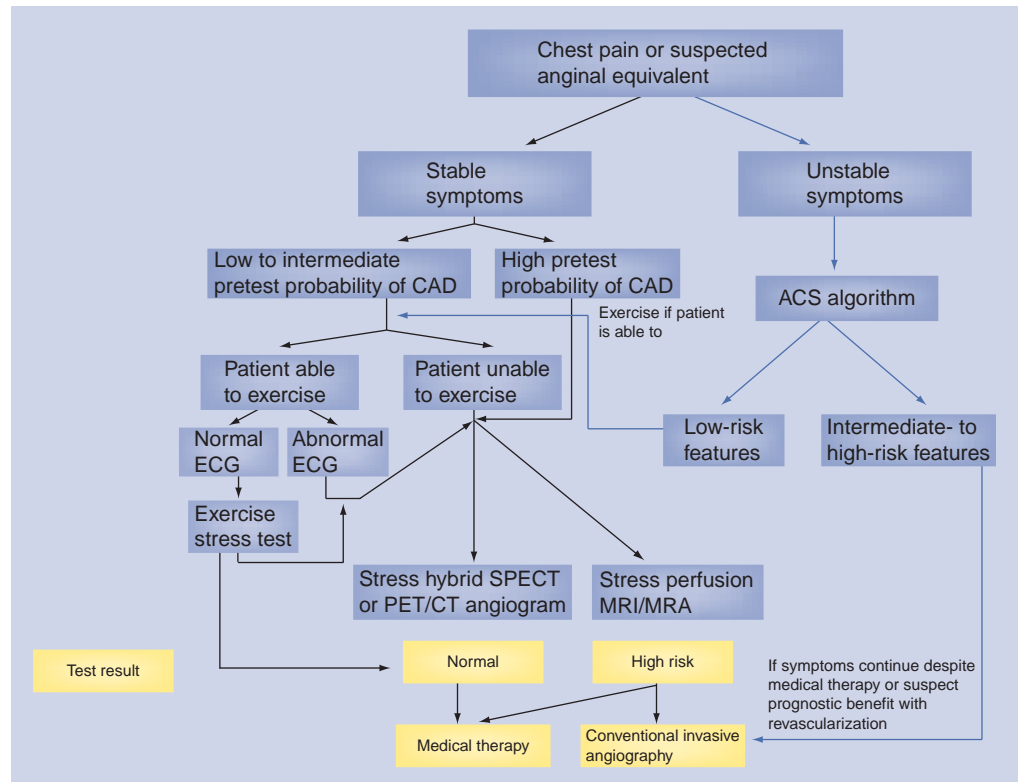 Chest pain or suspected
anginal equivalent
Stable
symptoms
Unstable
symptoms
Low to intermediate
pretest probability of CAD
High pretest
probability of CAD
ACS algorithm
Exercise if patient
is able to
Patient able
to exercise
Patient unable
to exercise
Normal
ECG
Abnormal
ECG
Low-risk
features
Intermediate- to
high-risk features
Exercise
stress test
Stress hybrid SPECT
or PET/CT angiogram
Stress perfusion
MRI/MRA
Test result
Normal
High risk
If symptoms continue despite
medical therapy or suspect
prognostic benefit with
revascularization
Medical therapy
Conventional invasive
angiography